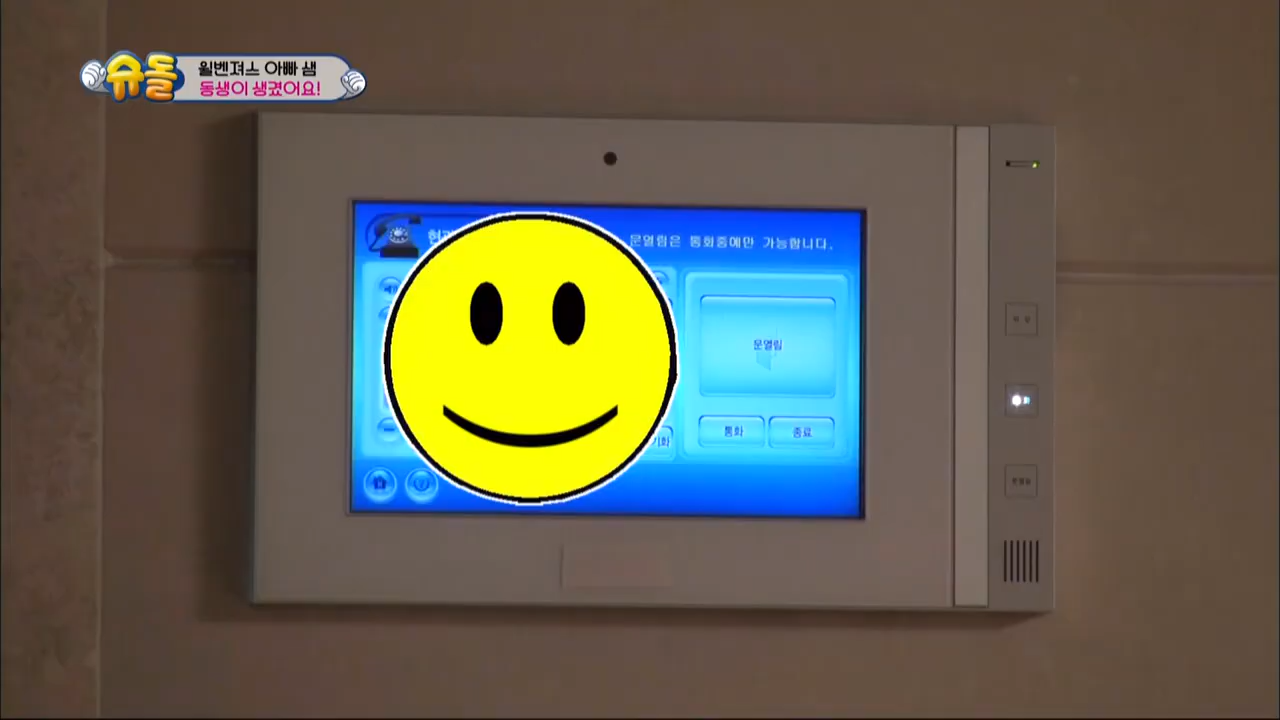 슈돌
윌벤져스 아빠 샘
동생이 생겼어요!
문열림은 통화중에만 가능합니다.
문열림
통화
종료